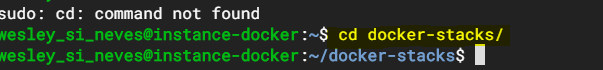 sudo: cd: command not found
wesley_si_neves@instance-docker:~$ cd docker-stacks/
wesley_si_neves@instance-docker:~/docker-stacks$